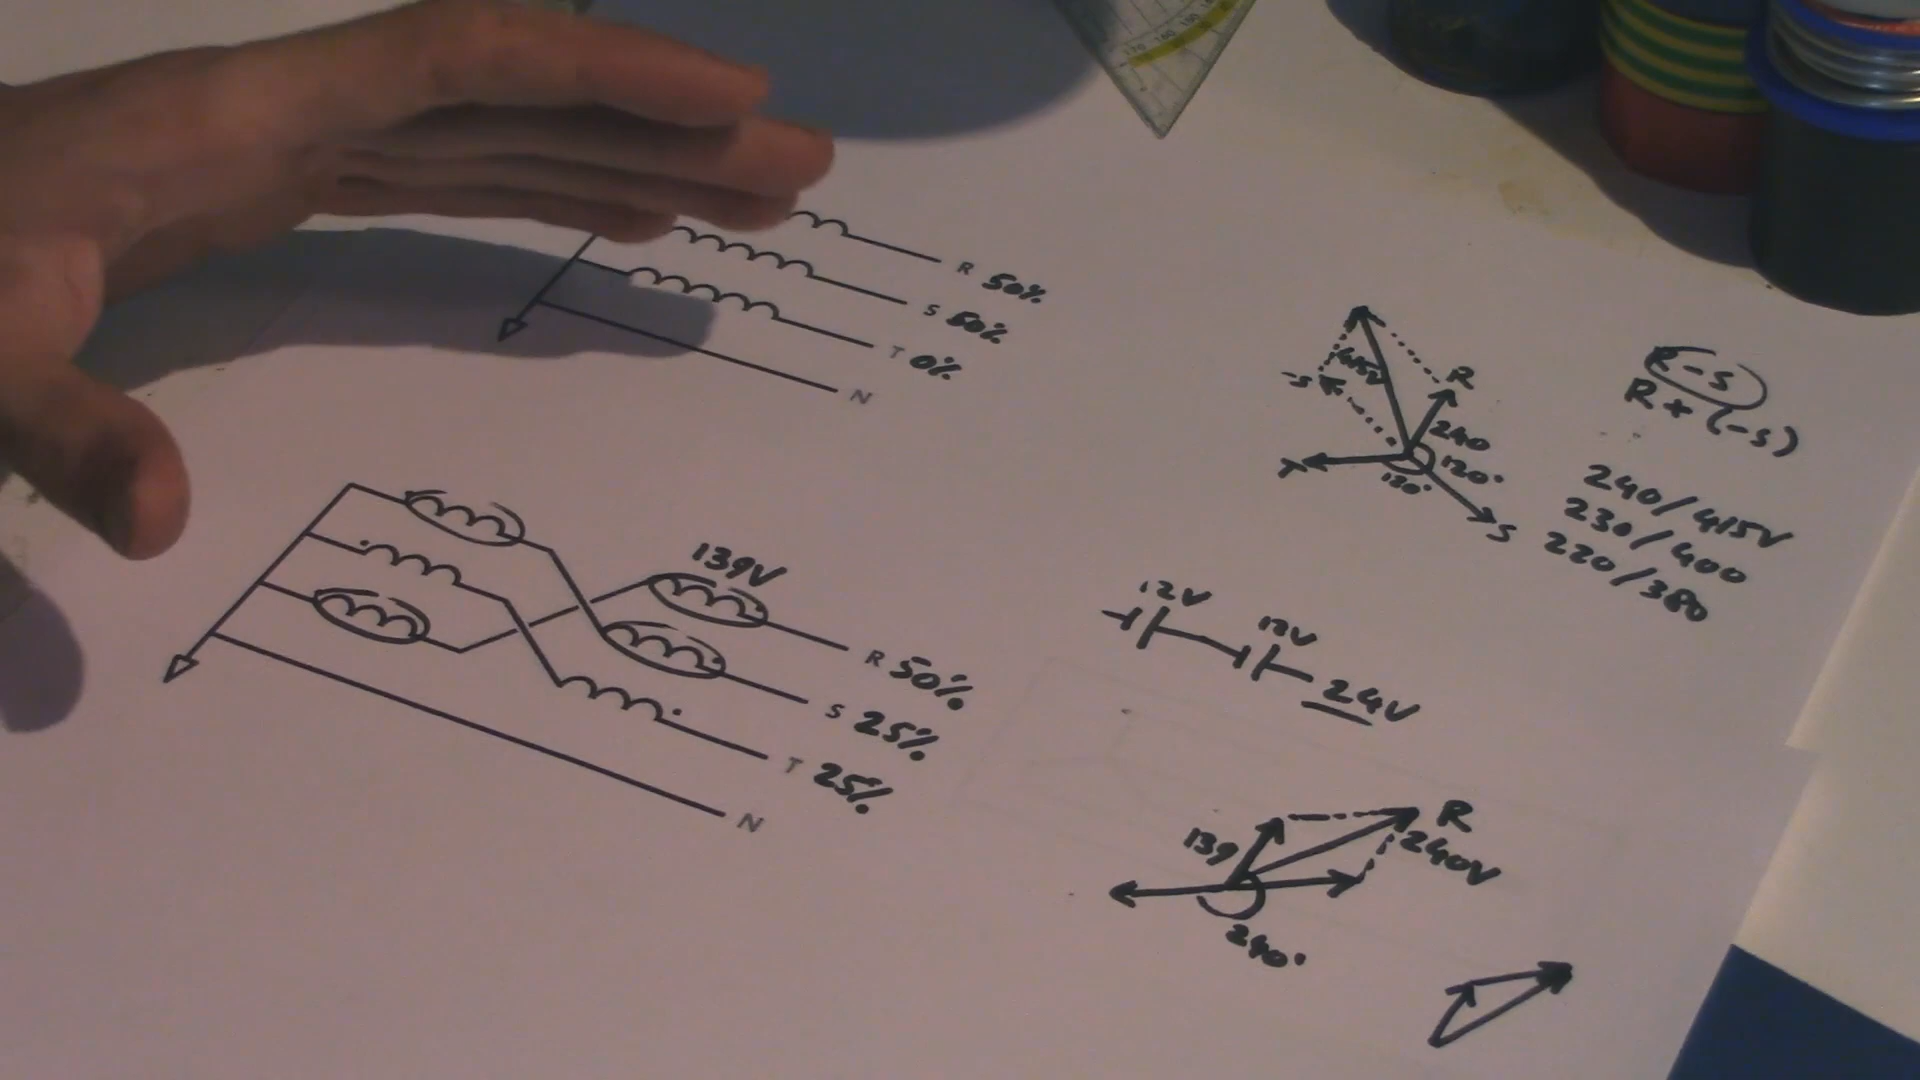 R 50%
S 50%
T 0%
N
139V
R 50%
S 25%
T 25%
N
415V
-S
R
240
120°
120°
T
S
R-S
R+(-S)
240/415V
230/400
220/380
12V
12V
24V
R
139
240V
240°